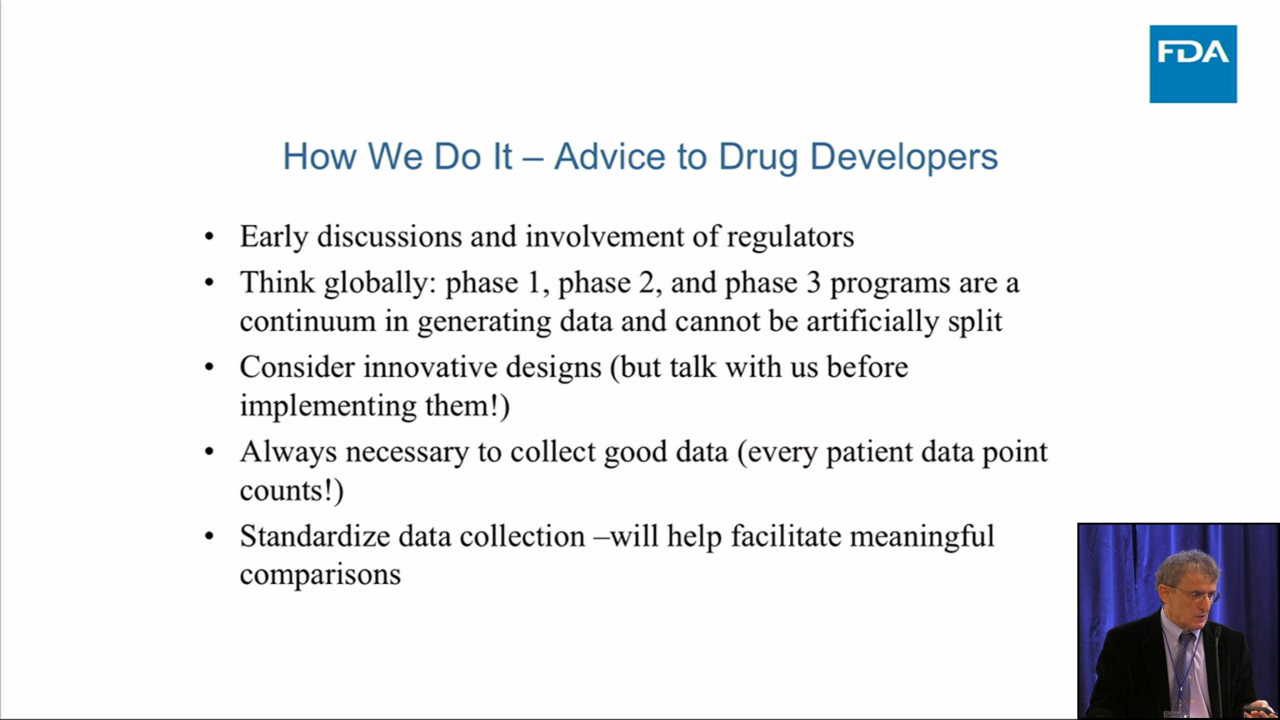 FDA
How We Do It – Advice to Drug Developers
• Early discussions and involvement of regulators
• Think globally: phase 1, phase 2, and phase 3 programs are a
continuum in generating data and cannot be artificially split
• Consider innovative designs (but talk with us before
implementing them!)
• Always necessary to collect good data (every patient data point
counts!)
• Standardize data collection –will help facilitate meaningful
comparisons